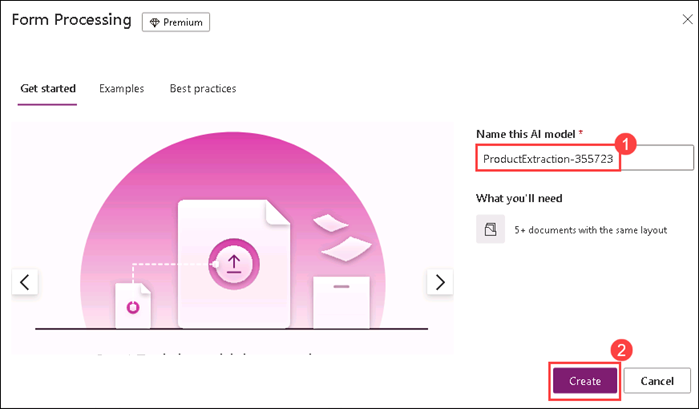 Form Processing Premium
Get started Examples Best practices
Name this AI model *
1
ProductExtraction-355723
What you'll need
5+ documents with the same layout
2
Create Cancel